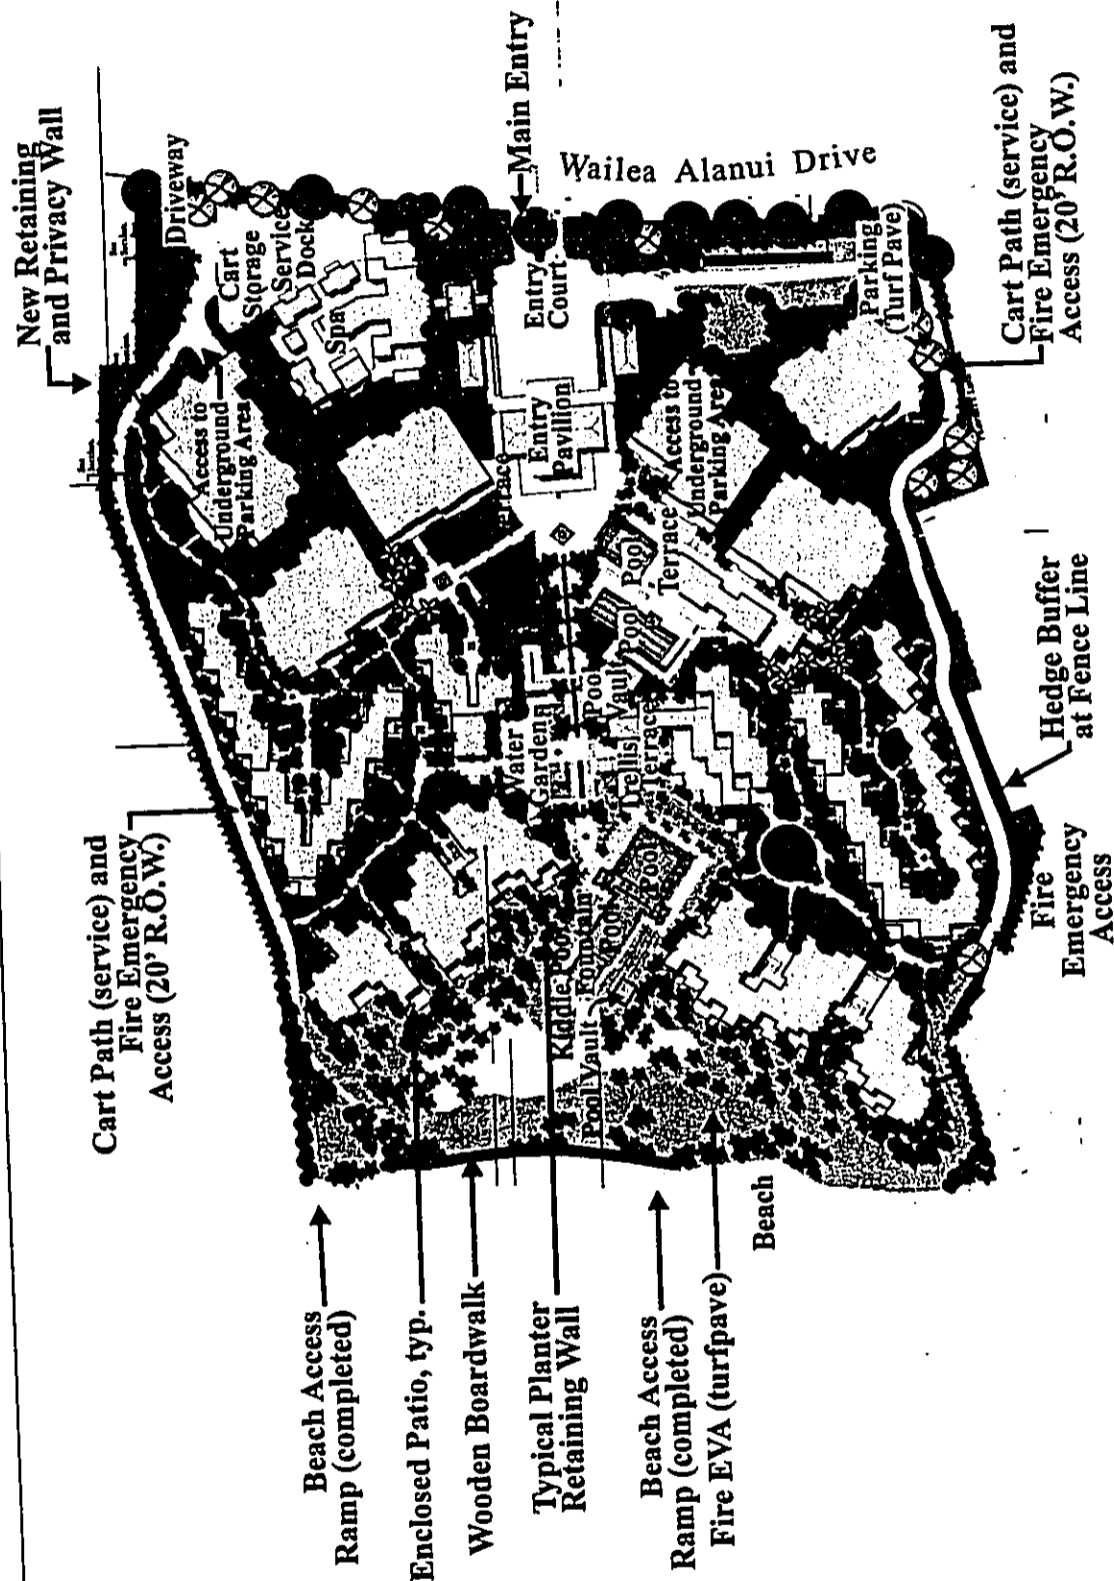 New Retaining
and Privacy Wall
Driveway
Cart
Storage
Service
Dock
Spa
Main Entry
Wailea Alanui Drive
Entry
Court
Entry
Pavilion
Parking
(Turf Pave)
Cart Path (service) and
Fire Emergency
Access (20' R.O.W.)
Access to
Underground
Parking Area
Access to
Underground
Parking Area
Pool
Terrace
Pool
Pool
Vault
Water
Garden
Trellis
Terrace
Hedge Buffer
at Fence Line
Cart Path (service) and
Fire Emergency
Access (20' R.O.W.)
Fire
Emergency
Access
Kiddie Pool
Fountain
Pool
Pool
Pool Vault
Beach
Beach Access
Ramp (completed)
Enclosed Patio, typ.
Wooden Boardwalk
Typical Planter
Retaining Wall
Beach Access
Ramp (completed)
Fire EVA (turfpave)